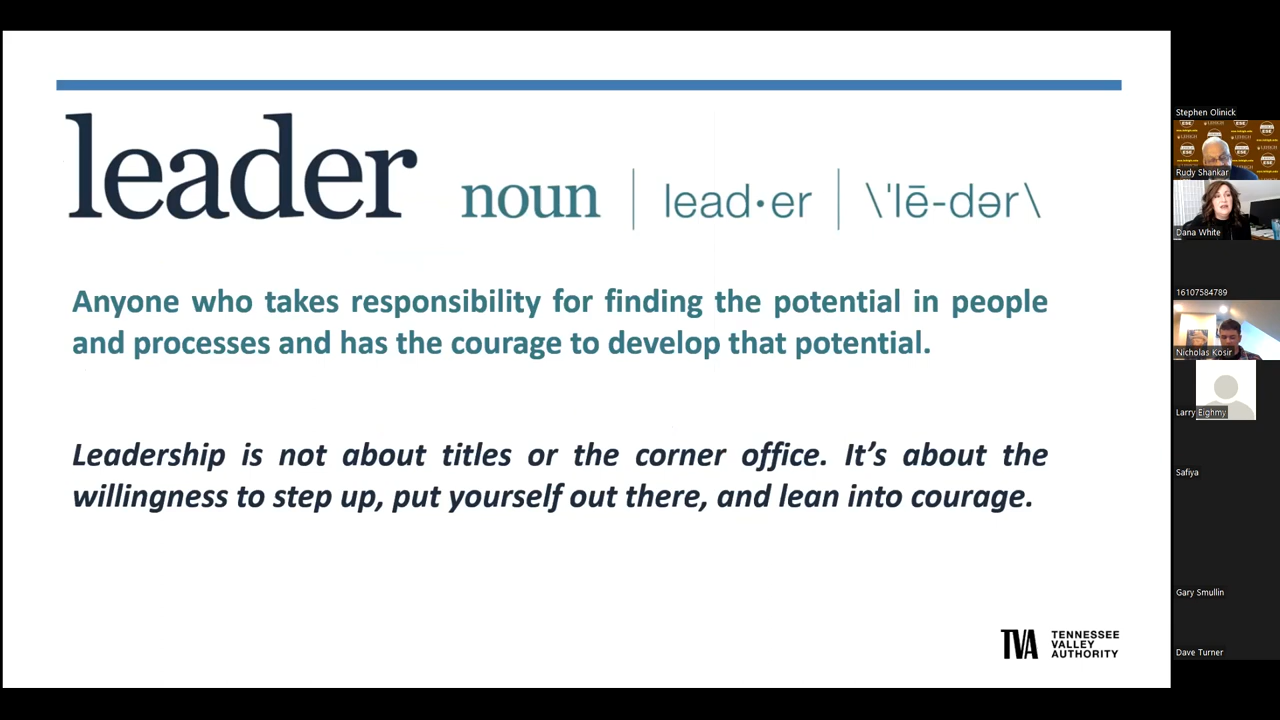 leader noun | lead•er | \ˈlē-dər\
Anyone who takes responsibility for finding the potential in people
and processes and has the courage to develop that potential.
Leadership is not about titles or the corner office. It’s about the
willingness to step up, put yourself out there, and lean into courage.
TVA
TENNESSEE
VALLEY
AUTHORITY
Stephen Olinick
Rudy Shankar
Dana White
16107584789
Nicholas Kosir
Larry Eighmy
Safiya
Gary Smullin
Dave Turner